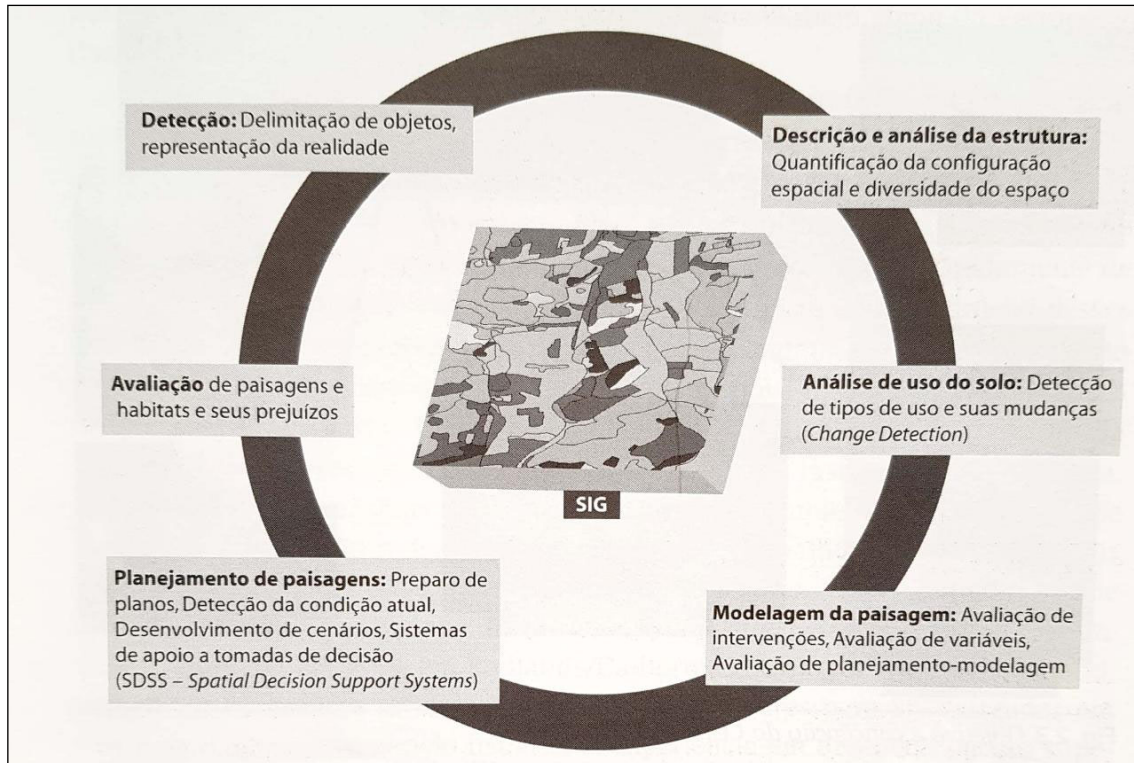 Detecção: Delimitação de objetos,
representação da realidade
Descrição e análise da estrutura:
Quantificação da configuração
espacial e diversidade do espaço
Avaliação de paisagens e
habitats e seus prejuízos
Análise de uso do solo: Detecção
de tipos de uso e suas mudanças
(Change Detection)
SIG
Planejamento de paisagens: Preparo de
planos, Detecção da condição atual,
Desenvolvimento de cenários, Sistemas
de apoio a tomadas de decisão
(SDSS – Spatial Decision Support Systems)
Modelagem da paisagem: Avaliação de
intervenções, Avaliação de variáveis,
Avaliação de planejamento-modelagem